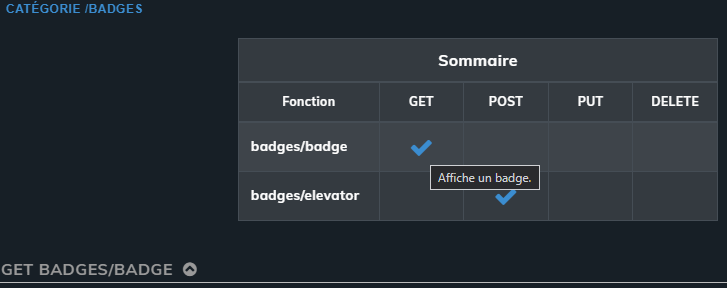 CATÉGORIE /BADGES
Sommaire
Fonction GET POST PUT DELETE
badges/badge
Affiche un badge.
badges/elevator
GET BADGES/BADGE